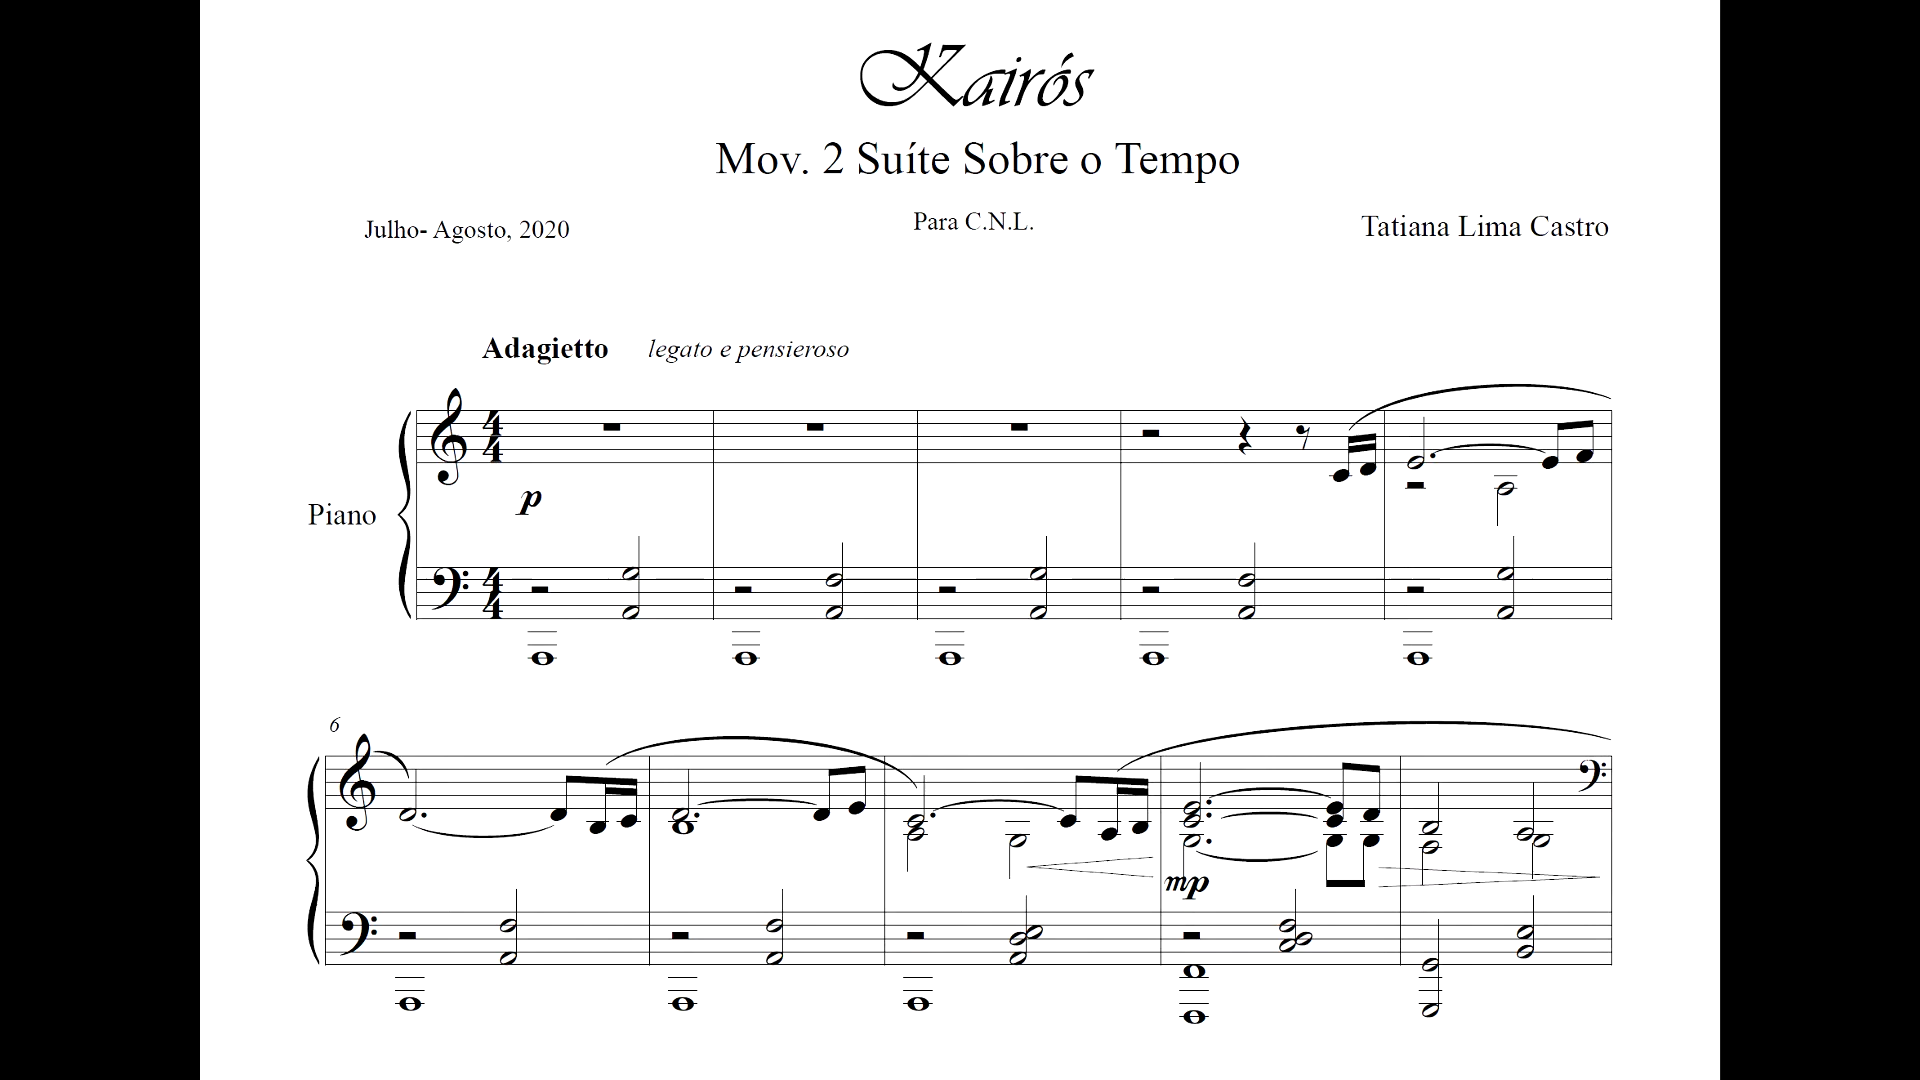 Kairós
Mov. 2 Suíte Sobre o Tempo
Julho- Agosto, 2020
Para C.N.L.
Tatiana Lima Castro
Adagietto legato e pensieroso
p
Piano
6
mp